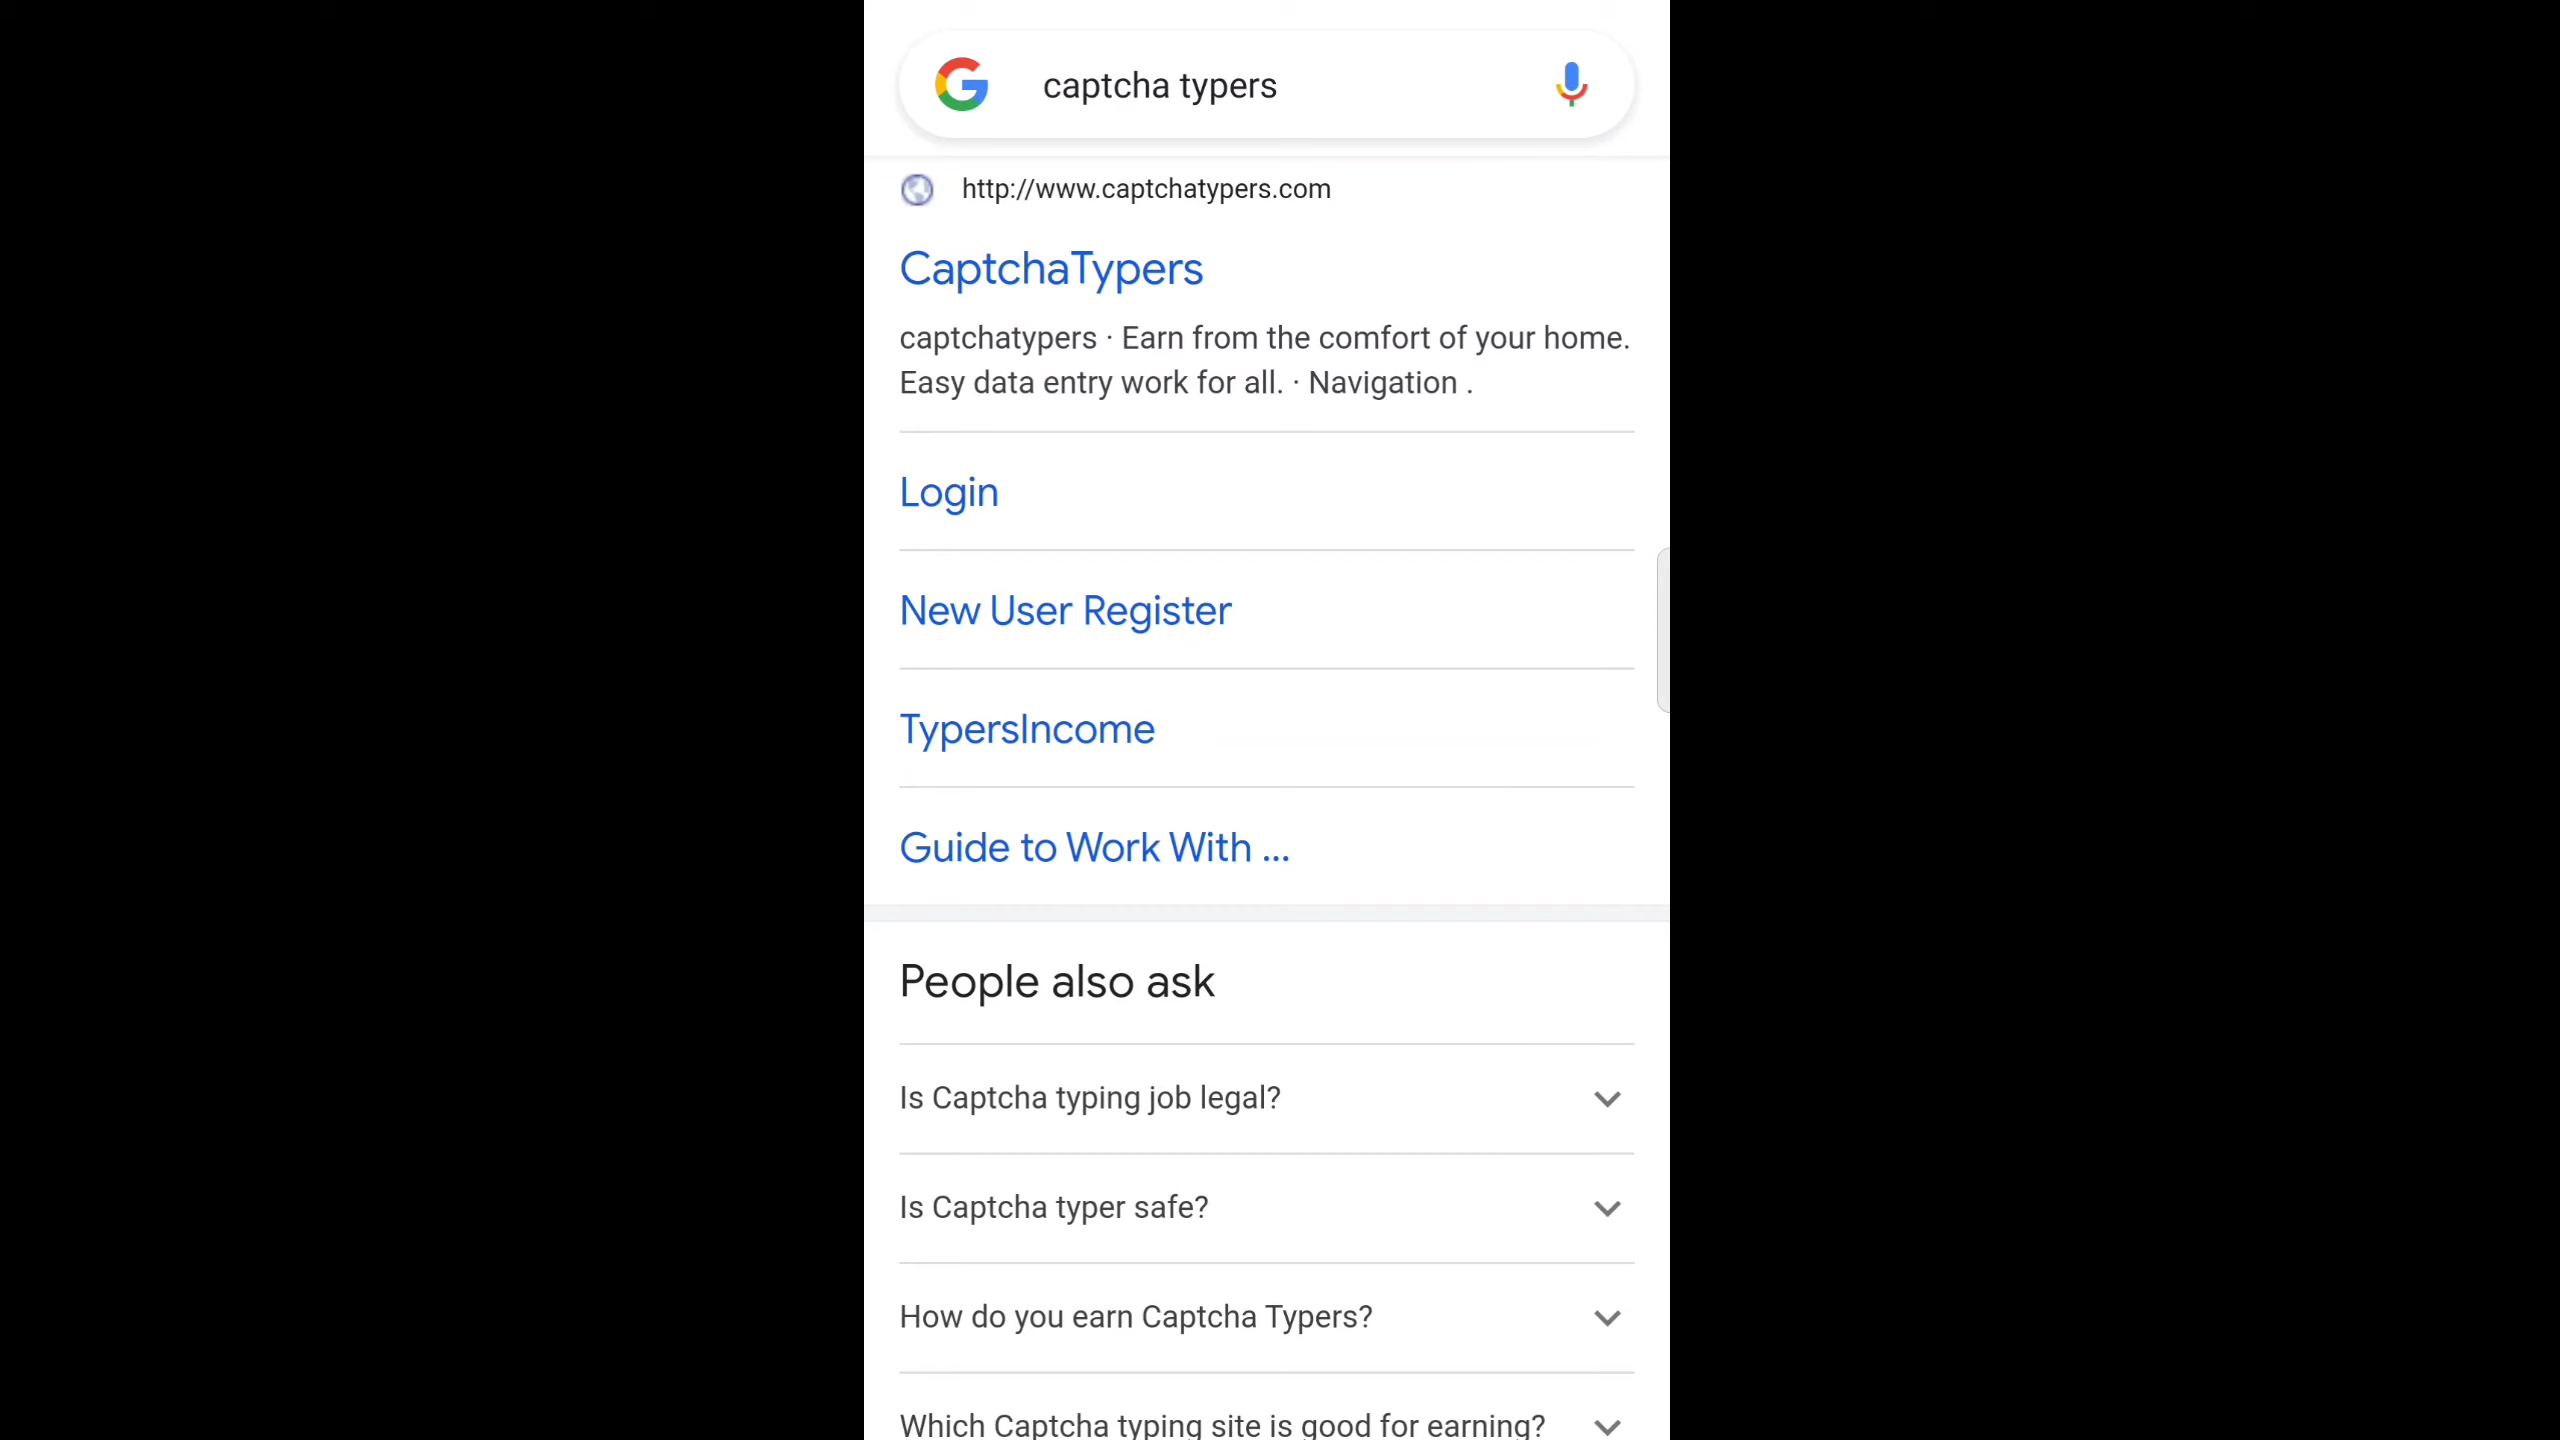 captcha typers
http://www.captchatypers.com
CaptchaTypers
captchatypers · Earn from the comfort of your home.
Easy data entry work for all. · Navigation .
Login
New User Register
TypersIncome
Guide to Work With ...
People also ask
Is Captcha typing job legal?
Is Captcha typer safe?
How do you earn Captcha Typers?
Which Captcha typing site is good for earning?